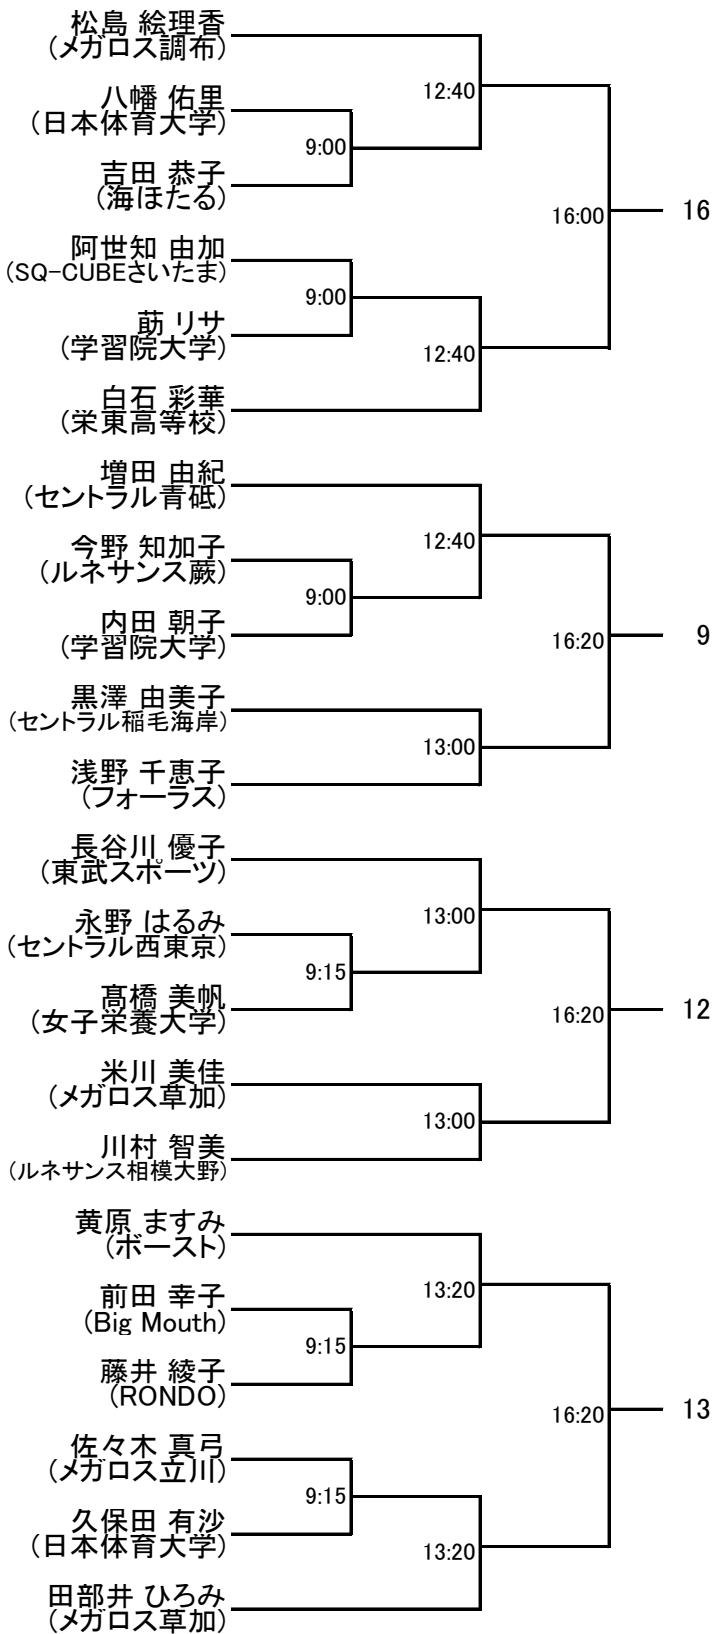 松島 絵理香
(メガロス調布)
12:40
八幡 佑里
(日本体育大学)
9:00
吉田 恭子
(海ほたる)
16:00
16
阿世知 由加
(SQ-CUBEさいたま)
9:00
莇 リサ
(学習院大学)
12:40
白石 彩華
(栄東高等校)
増田 由紀
(セントラル青砥)
12:40
今野 知加子
(ルネサンス蕨)
9:00
内田 朝子
(学習院大学)
16:20
9
黒澤 由美子
(セントラル稲毛海岸)
13:00
浅野 千恵子
(フォーラス)
長谷川 優子
(東武スポーツ)
13:00
永野 はるみ
(セントラル西東京)
9:15
髙橋 美帆
(女子栄養大学)
16:20
12
米川 美佳
(メガロス草加)
13:00
川村 智美
(ルネサンス相模大野)
黄原 ますみ
(ボースト)
13:20
前田 幸子
(Big Mouth)
9:15
藤井 綾子
(RONDO)
16:20
13
佐々木 真弓
(メガロス立川)
9:15
久保田 有沙
(日本体育大学)
13:20
田部井 ひろみ
(メガロス草加)